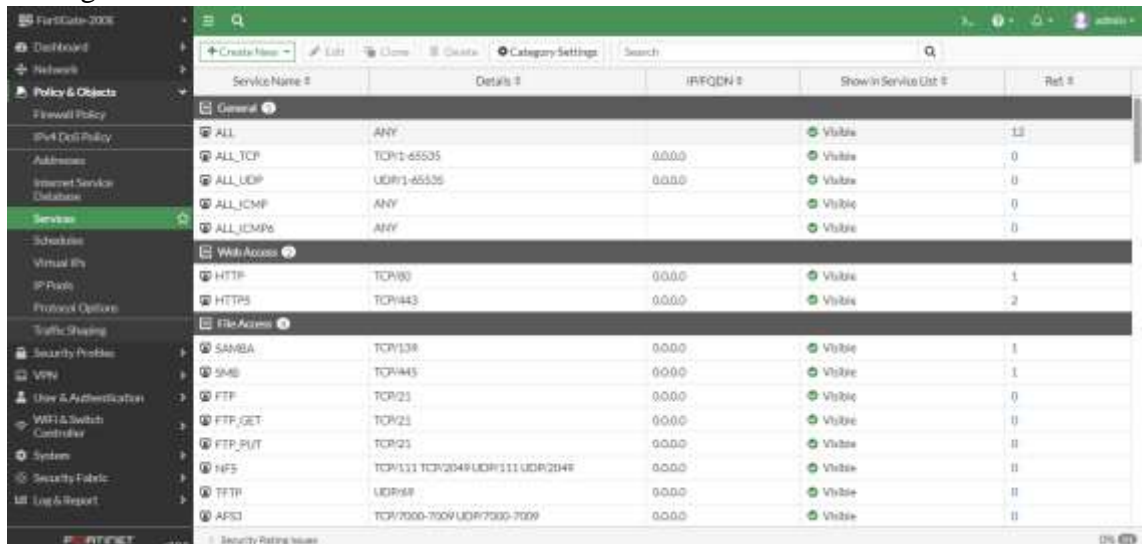 FortiGate-200E
admin
Dashboard
Network
Policy & Objects
Firewall Policy
IPv4 DoS Policy
Addresses
Internet Service
Database
Services
Schedules
Virtual IPs
IP Pools
Protocol Options
Traffic Shaping
Security Profiles
VPN
User & Authentication
WiFi & Switch
Controller
System
Security Fabric
Log & Report
FORTINET
Create New Edit Clone Delete Category Settings Search
Service Name Details IP/FQDN Show in Service List Ref.
General 5
ALL ANY Visible 12
ALL_TCP TCP/1-65535 0.0.0.0 Visible 0
ALL_UDP UDP/1-65535 0.0.0.0 Visible 0
ALL_ICMP ANY Visible 0
ALL_ICMP6 ANY Visible 0
Web Access 2
HTTP TCP/80 0.0.0.0 Visible 1
HTTPS TCP/443 0.0.0.0 Visible 2
File Access
SAMBA TCP/139 0.0.0.0 Visible 1
SMB TCP/445 0.0.0.0 Visible 1
FTP TCP/21 0.0.0.0 Visible 0
FTP_GET TCP/21 0.0.0.0 Visible 0
FTP_PUT TCP/21 0.0.0.0 Visible 0
NFS TCP/111 TCP/2049 UDP/111 UDP/2049 0.0.0.0 Visible 0
TFTP UDP/69 0.0.0.0 Visible 0
AFS3 TCP/7000-7009 UDP/7000-7009 0.0.0.0 Visible 0
Security Rating Issues 0%